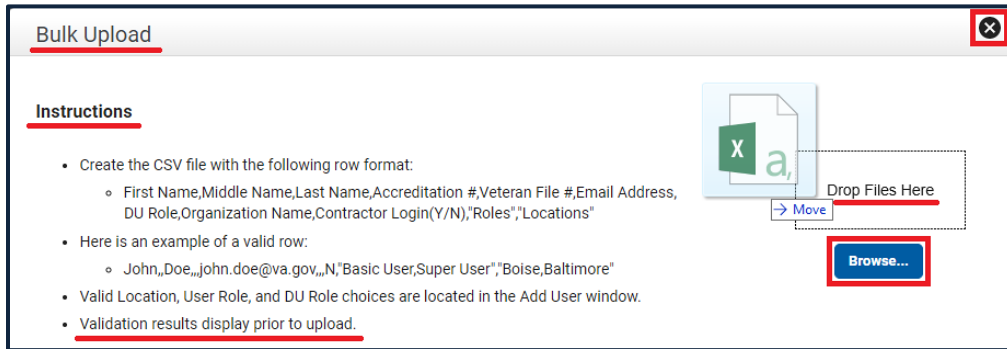 Bulk Upload
Instructions
• Create the CSV file with the following row format:
○ First Name,Middle Name,Last Name,Accreditation #,Veteran File #,Email Address,
DU Role,Organization Name,Contractor Login(Y/N),"Roles","Locations"
• Here is an example of a valid row:
○ John,,Doe,,,john.doe@va.gov,,,N,"Basic User,Super User","Boise,Baltimore"
• Valid Location, User Role, and DU Role choices are located in the Add User window.
• Validation results display prior to upload.
X a,
Drop Files Here
→ Move
Browse...